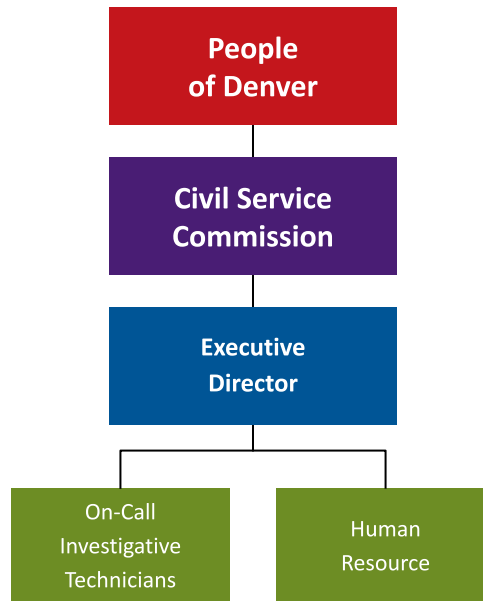 People
of Denver
Civil Service
Commission
Executive
Director
On-Call
Investigative
Technicians
Human
Resource